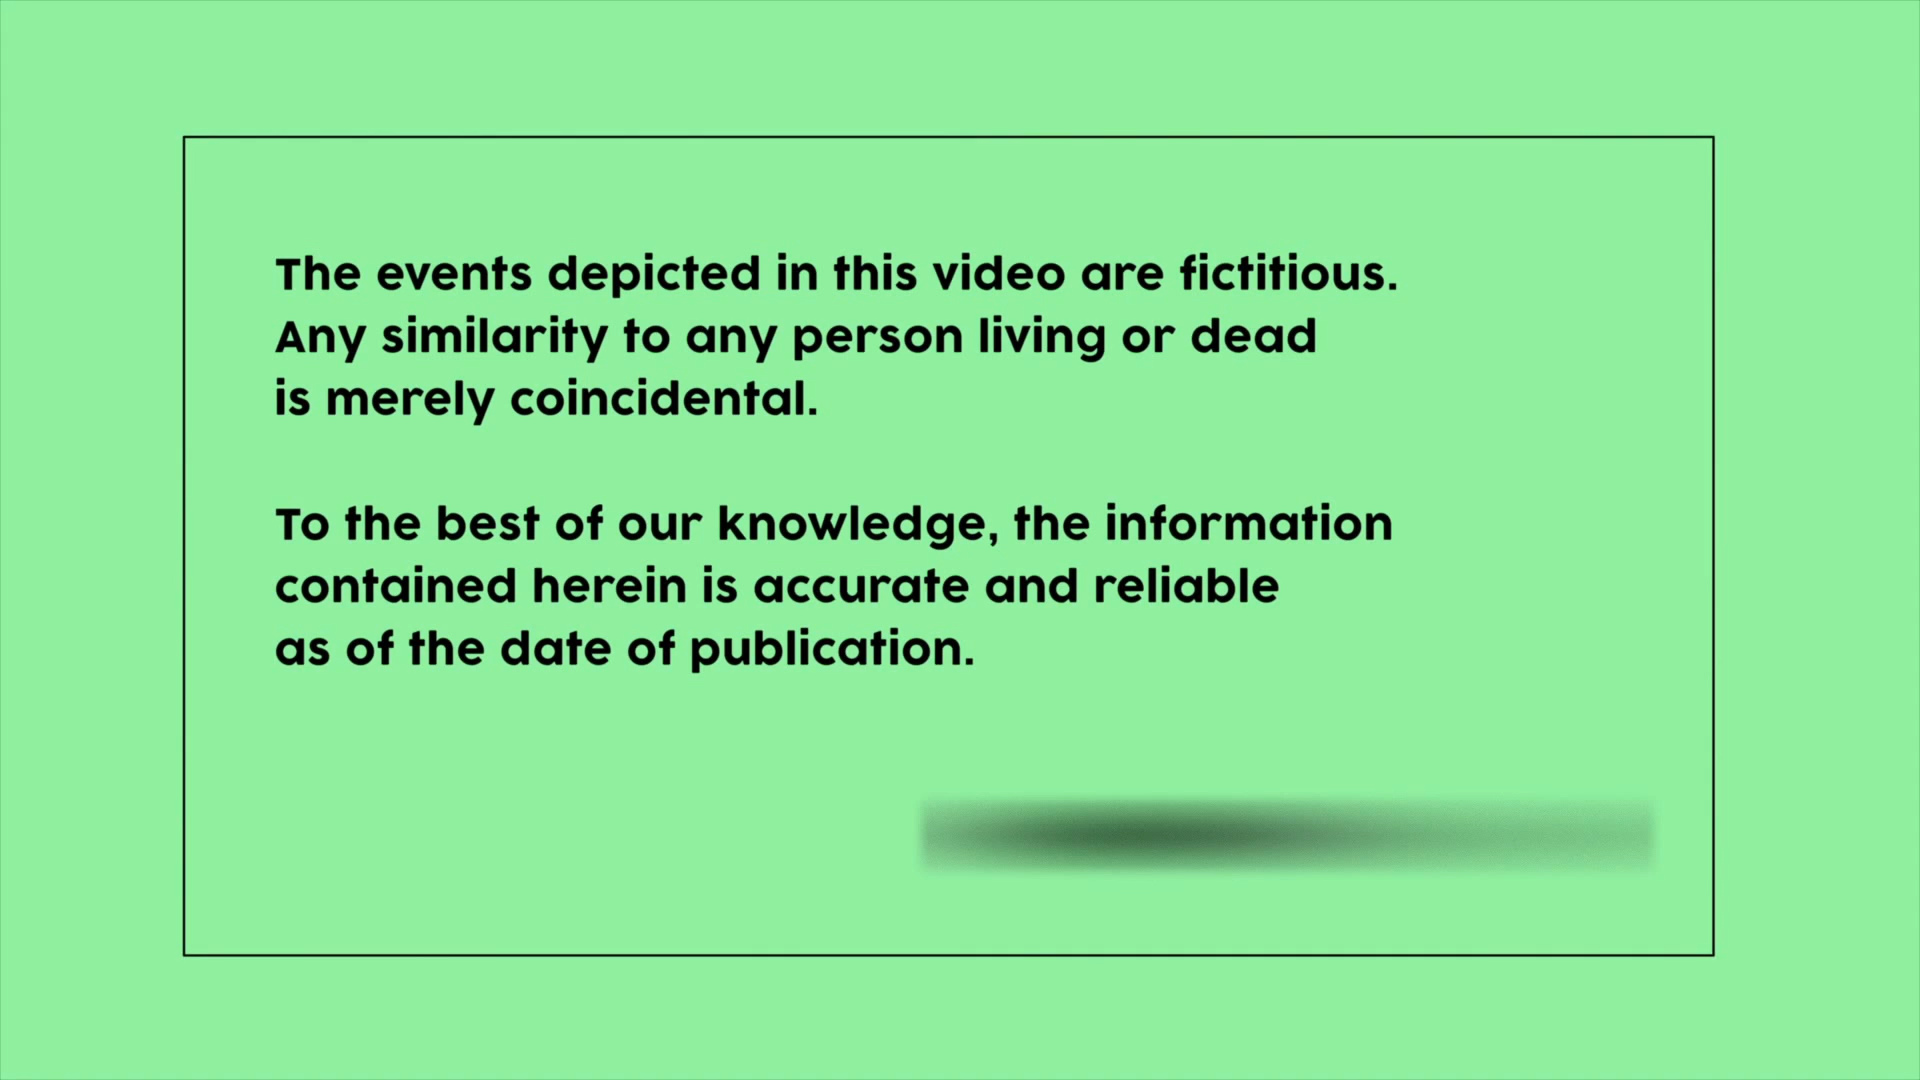 The events depicted in this video are fictitious.
Any similarity to any person living or dead
is merely coincidental.
To the best of our knowledge, the information
contained herein is accurate and reliable
as of the date of publication.